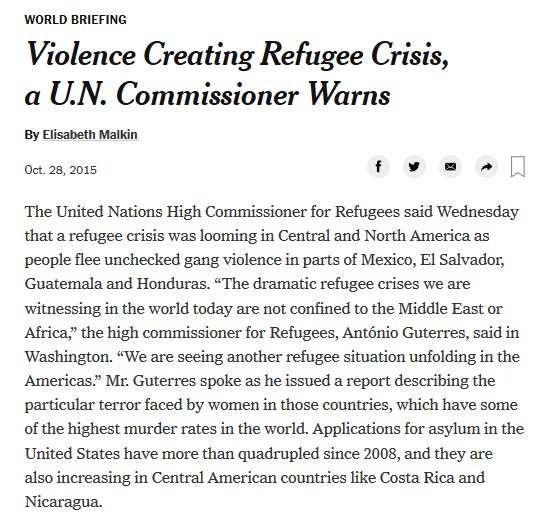 WORLD BRIEFING
Violence Creating Refugee Crisis,
a U.N. Commissioner Warns
By Elisabeth Malkin
Oct. 28, 2015
The United Nations High Commissioner for Refugees said Wednesday
that a refugee crisis was looming in Central and North America as
people flee unchecked gang violence in parts of Mexico, El Salvador,
Guatemala and Honduras. “The dramatic refugee crises we are
witnessing in the world today are not confined to the Middle East or
Africa,” the high commissioner for Refugees, António Guterres, said in
Washington. “We are seeing another refugee situation unfolding in the
Americas.” Mr. Guterres spoke as he issued a report describing the
particular terror faced by women in those countries, which have some
of the highest murder rates in the world. Applications for asylum in the
United States have more than quadrupled since 2008, and they are
also increasing in Central American countries like Costa Rica and
Nicaragua.